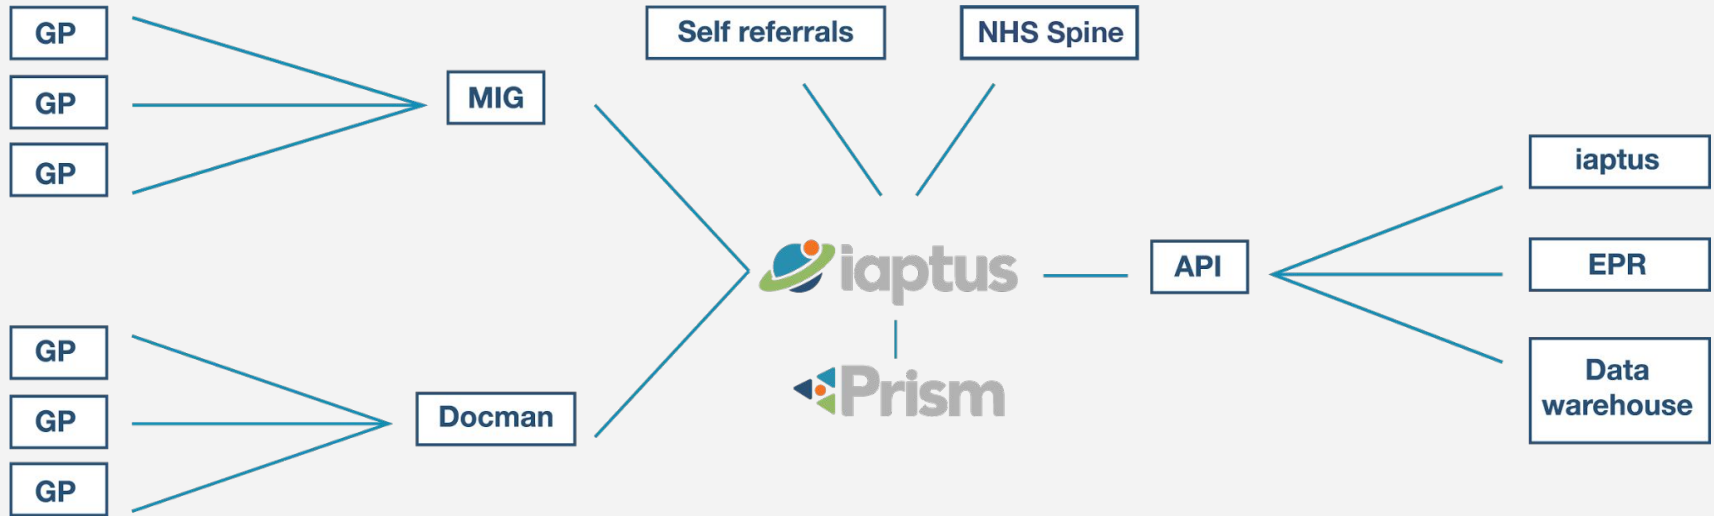 GP
GP
GP
MIG
Self referrals
NHS Spine
iaptus
Prism
API
iaptus
EPR
Data
warehouse
GP
GP
GP
Docman